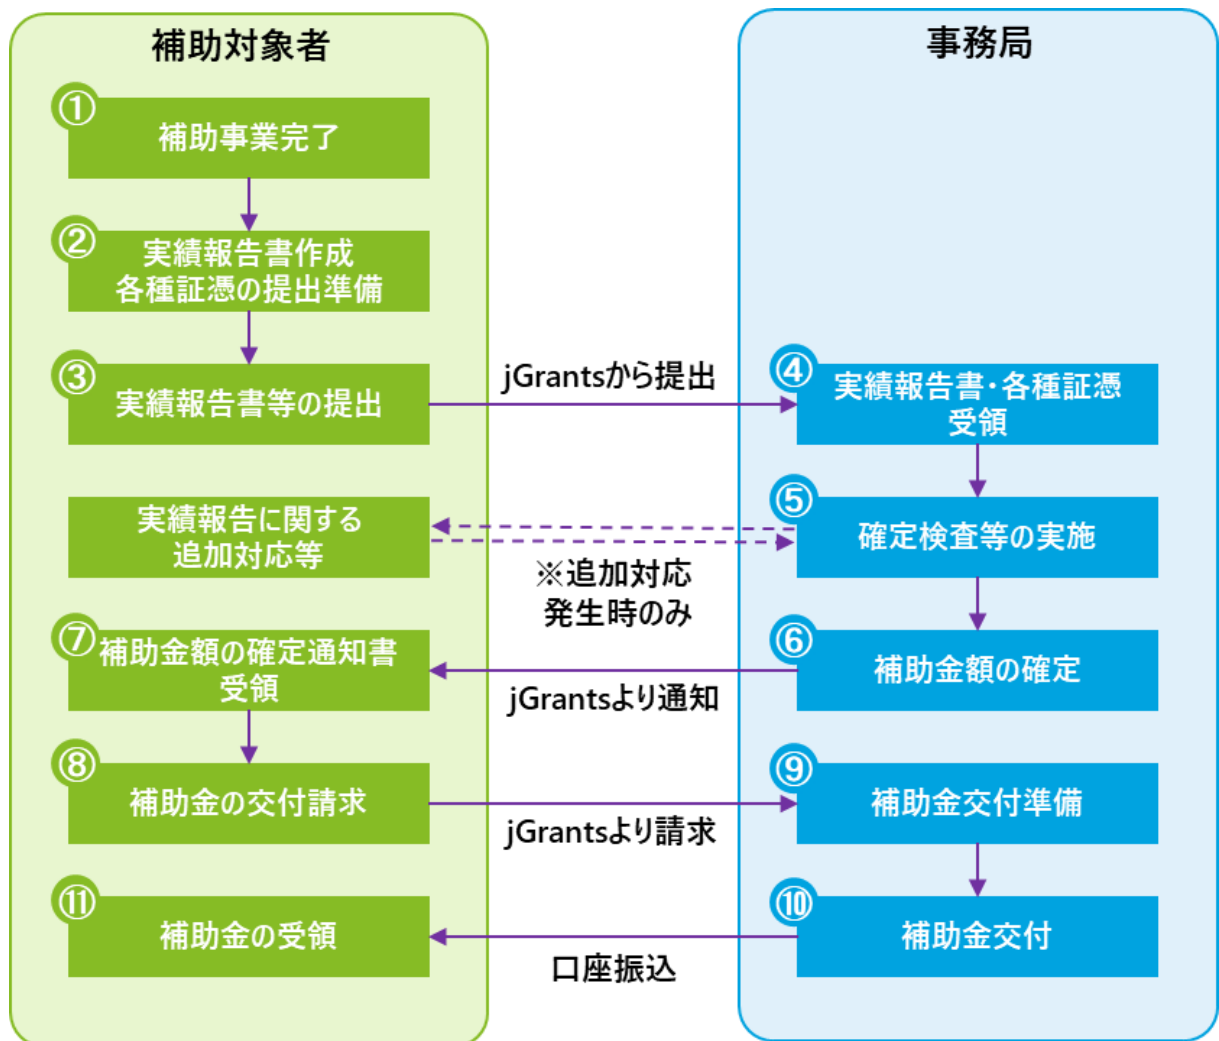 補助対象者
事務局
①
補助事業完了
②
実績報告書作成
各種証憑の提出準備
③
実績報告書等の提出
jGrantsから提出
④
実績報告書・各種証憑
受領
実績報告に関する
追加対応等
※追加対応
発生時のみ
⑤
確定検査等の実施
⑥
補助金額の確定
jGrantsより通知
⑦
補助金額の確定通知書
受領
⑧
補助金の交付請求
jGrantsより請求
⑨
補助金交付準備
⑩
補助金交付
口座振込
⑪
補助金の受領